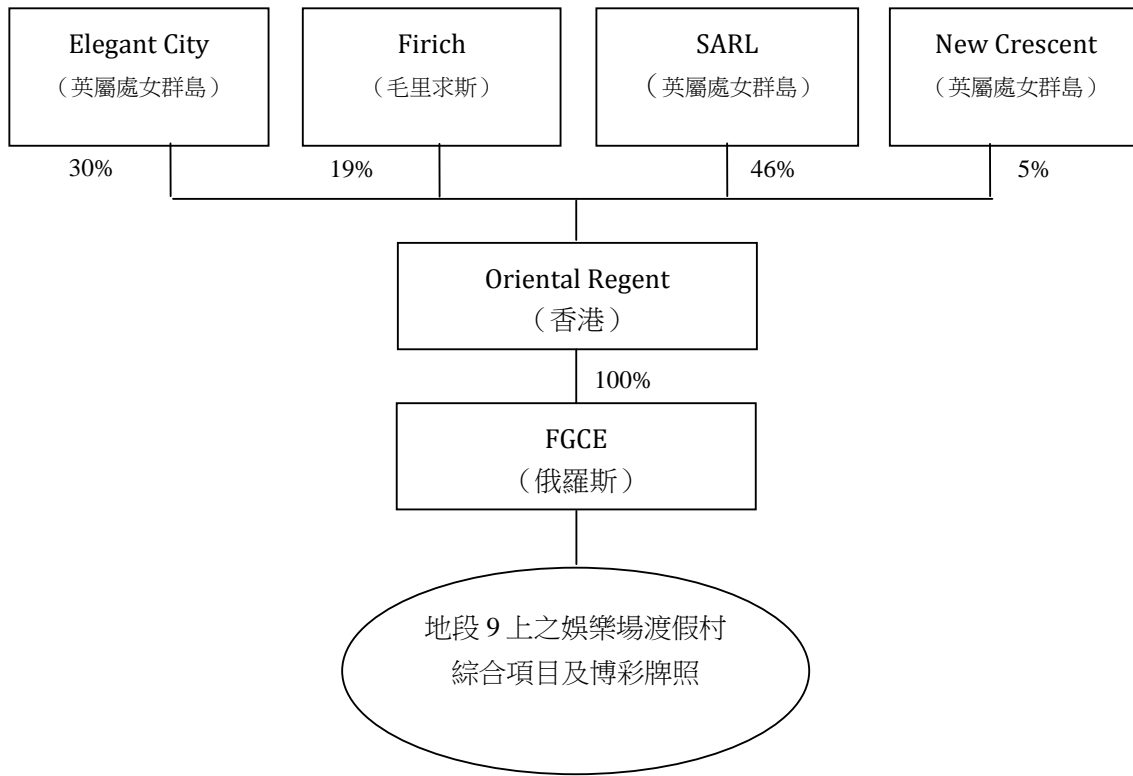 Elegant City
（英屬處女群島）
Firich
（毛里求斯）
SARL
（英屬處女群島）
New Crescent
（英屬處女群島）
30%
19%
46%
5%
Oriental Regent
（香港）
100%
FGCE
（俄羅斯）
地段 9 上之娛樂場渡假村
綜合項目及博彩牌照